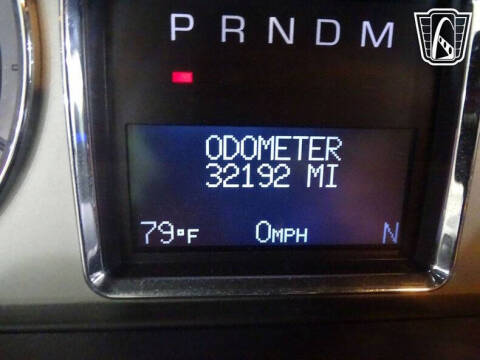 P R N D M
ODOMETER
32192 MI
79°F 0MPH N